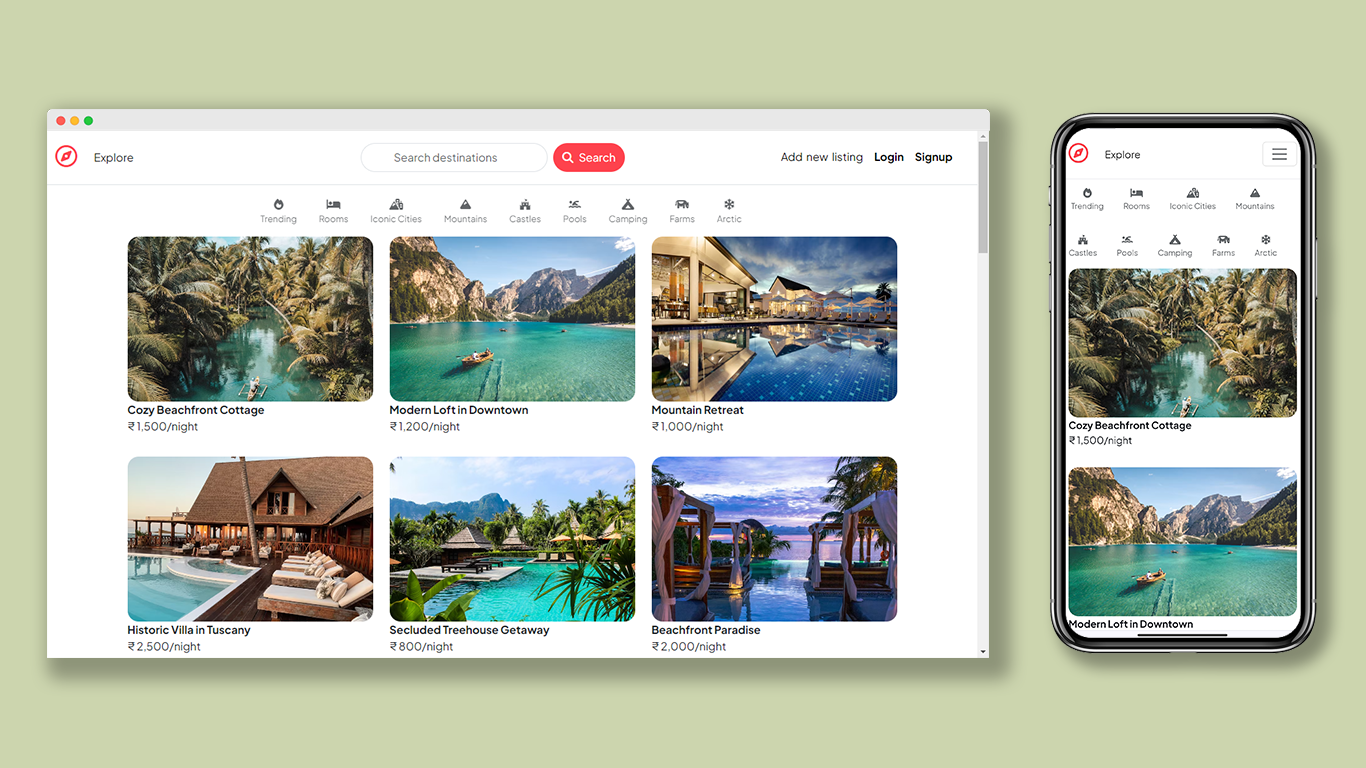 Explore
Search destinations
Search
Add new listing Login Signup
Trending Rooms Iconic Cities Mountains Castles Pools Camping Farms Arctic
Cozy Beachfront Cottage
₹1,500/night
Modern Loft in Downtown
₹1,200/night
Mountain Retreat
₹1,000/night
Historic Villa in Tuscany
₹2,500/night
Secluded Treehouse Getaway
₹800/night
Beachfront Paradise
₹2,000/night
Explore
Trending Rooms Iconic Cities Mountains
Castles Pools Camping Farms Arctic
Cozy Beachfront Cottage
₹1,500/night
Modern Loft in Downtown